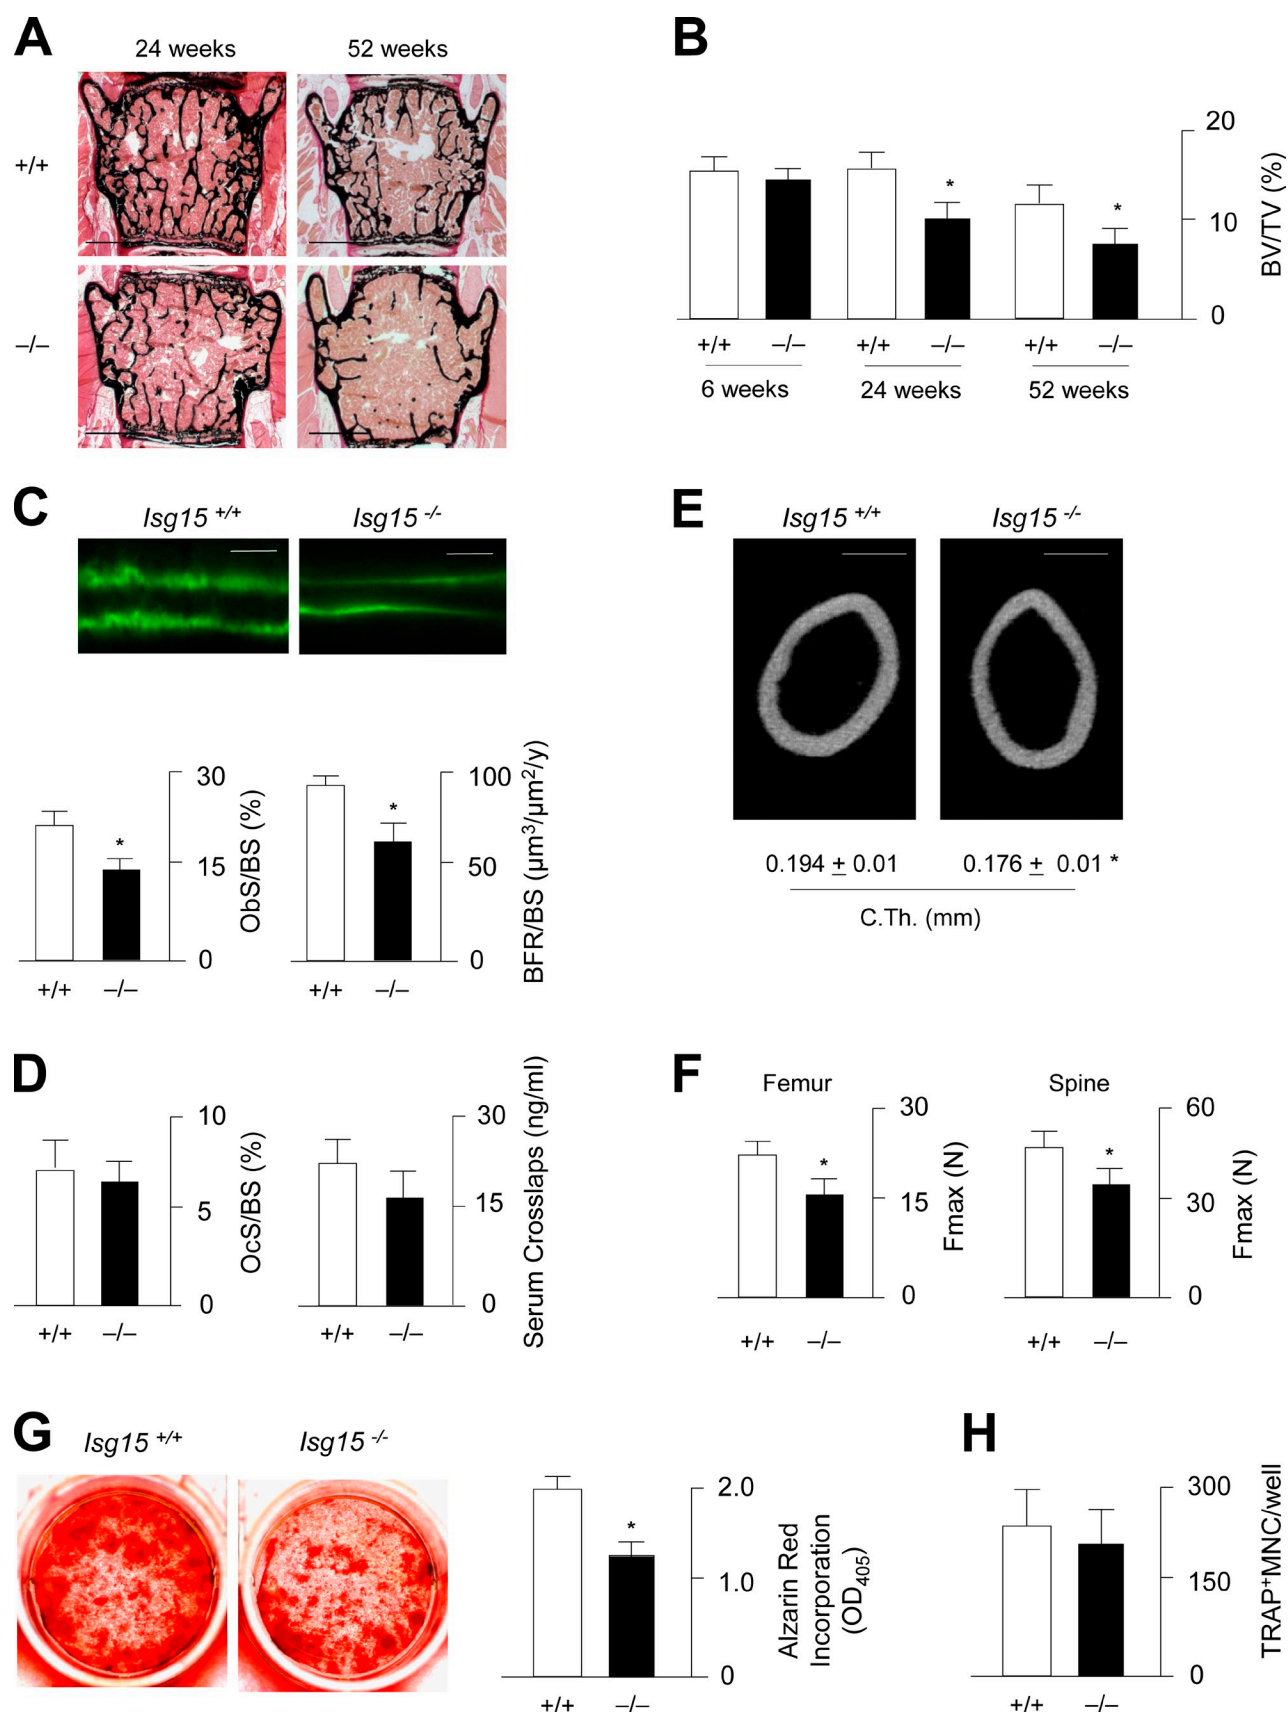 A
24 weeks
52 weeks
+/+
–/–
B
20
10
0
BV/TV (%)
*
*
+/+
–/–
+/+
–/–
+/+
–/–
6 weeks
24 weeks
52 weeks
C
Isg15 +/+
Isg15 -/-
30
15
0
ObS/BS (%)
*
+/+
–/–
100
50
0
BFR/BS (µm³/µm²/y)
*
+/+
–/–
D
10
5
0
OcS/BS (%)
+/+
–/–
30
15
0
Serum Crosslaps (ng/ml)
+/+
–/–
E
Isg15 +/+
Isg15 -/-
0.194 ± 0.01
0.176 ± 0.01 *
C.Th. (mm)
F
Femur
30
15
0
Fmax (N)
*
+/+
–/–
Spine
60
30
0
Fmax (N)
*
+/+
–/–
G
Isg15 +/+
Isg15 -/-
2.0
1.0
0
Alzarin Red
Incorporation
(OD₄₀₅)
*
+/+
–/–
H
300
150
0
TRAP⁺MNC/well
+/+
–/–